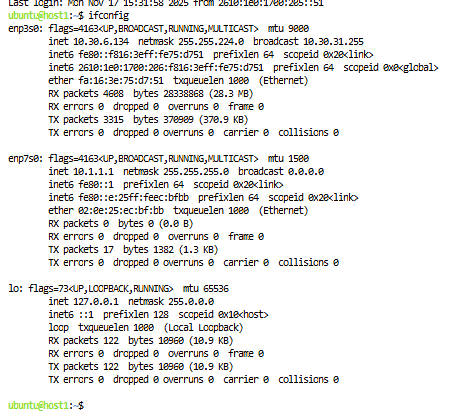 Last login: Mon Nov 17 15:31:58 2025 from 2610:1e0:1700:205::51
ubuntu@host1:~$ ifconfig
enp3s0: flags=4163<UP,BROADCAST,RUNNING,MULTICAST>  mtu 9000
        inet 10.30.6.134  netmask 255.255.224.0  broadcast 10.30.31.255
        inet6 fe80::f816:3eff:fe75:d751  prefixlen 64  scopeid 0x20<link>
        inet6 2610:1e0:1700:206:f816:3eff:fe75:d751  prefixlen 64  scopeid 0x0<global>
        ether fa:16:3e:75:d7:51  txqueuelen 1000  (Ethernet)
        RX packets 4608  bytes 28338868 (28.3 MB)
        RX errors 0  dropped 0  overruns 0  frame 0
        TX packets 3315  bytes 370909 (370.9 KB)
        TX errors 0  dropped 0 overruns 0  carrier 0  collisions 0

enp7s0: flags=4163<UP,BROADCAST,RUNNING,MULTICAST>  mtu 1500
        inet 10.1.1.1  netmask 255.255.255.0  broadcast 0.0.0.0
        inet6 fe80::1  prefixlen 64  scopeid 0x20<link>
        inet6 fe80::e:25ff:feec:bfbb  prefixlen 64  scopeid 0x20<link>
        ether 02:0e:25:ec:bf:bb  txqueuelen 1000  (Ethernet)
        RX packets 0  bytes 0 (0.0 B)
        RX errors 0  dropped 0  overruns 0  frame 0
        TX packets 17  bytes 1382 (1.3 KB)
        TX errors 0  dropped 0 overruns 0  carrier 0  collisions 0

lo: flags=73<UP,LOOPBACK,RUNNING>  mtu 65536
        inet 127.0.0.1  netmask 255.0.0.0
        inet6 ::1  prefixlen 128  scopeid 0x10<host>
        loop  txqueuelen 1000  (Local Loopback)
        RX packets 122  bytes 10960 (10.9 KB)
        RX errors 0  dropped 0  overruns 0  frame 0
        TX packets 122  bytes 10960 (10.9 KB)
        TX errors 0  dropped 0 overruns 0  carrier 0  collisions 0

ubuntu@host1:~$